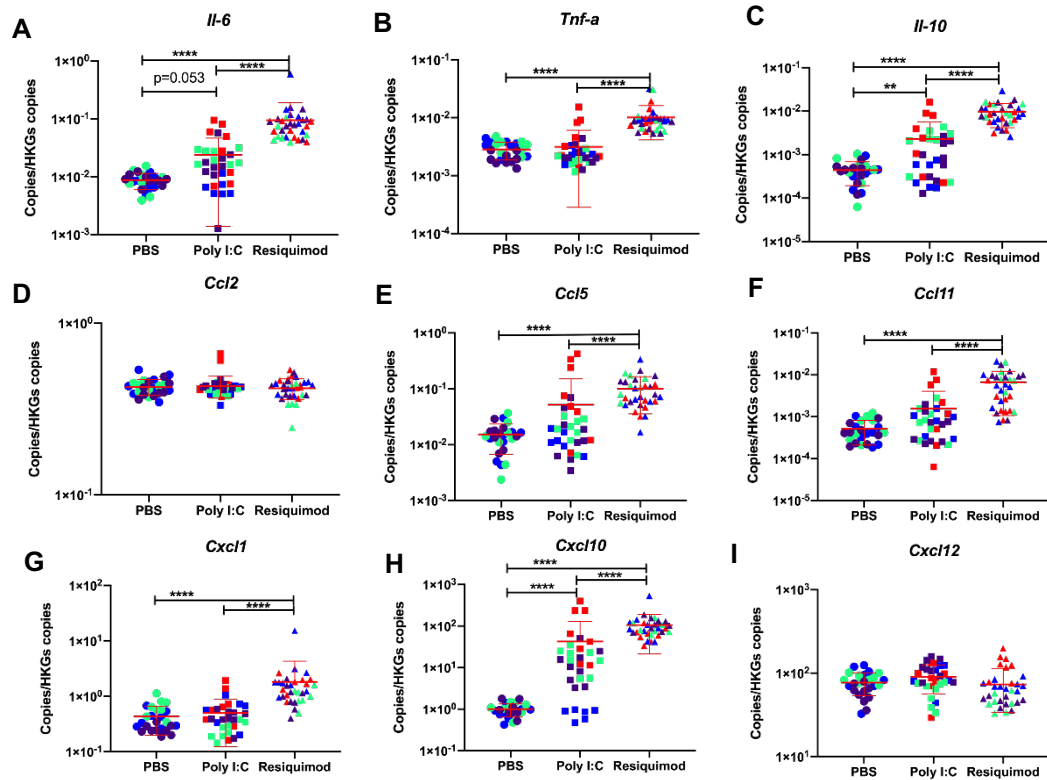 A
Il-6
Copies/HKGs copies
1×10⁰
1×10⁻¹
1×10⁻²
1×10⁻³
****
p=0.053
****
PBS
Poly I:C
Resiquimod
B
Tnf-a
Copies/HKGs copies
1×10⁰
1×10⁻¹
1×10⁻²
1×10⁻³
1×10⁻⁴
****
****
PBS
Poly I:C
Resiquimod
C
Il-10
Copies/HKGs copies
1×10⁻¹
1×10⁻²
1×10⁻³
1×10⁻⁴
1×10⁻⁵
****
**
****
PBS
Poly I:C
Resiquimod
D
Ccl2
Copies/HKGs copies
1×10⁰
1×10⁻¹
PBS
Poly I:C
Resiquimod
E
Ccl5
Copies/HKGs copies
1×10⁰
1×10⁻¹
1×10⁻²
1×10⁻³
****
****
PBS
Poly I:C
Resiquimod
F
Ccl11
Copies/HKGs copies
1×10⁻¹
1×10⁻²
1×10⁻³
1×10⁻⁴
1×10⁻⁵
****
****
PBS
Poly I:C
Resiquimod
G
Cxcl1
Copies/HKGs copies
1×10²
1×10¹
1×10⁰
1×10⁻¹
****
****
PBS
Poly I:C
Resiquimod
H
Cxcl10
Copies/HKGs copies
1×10³
1×10²
1×10¹
1×10⁰
1×10⁻¹
****
****
****
PBS
Poly I:C
Resiquimod
I
Cxcl12
Copies/HKGs copies
1×10³
1×10²
1×10¹
PBS
Poly I:C
Resiquimod